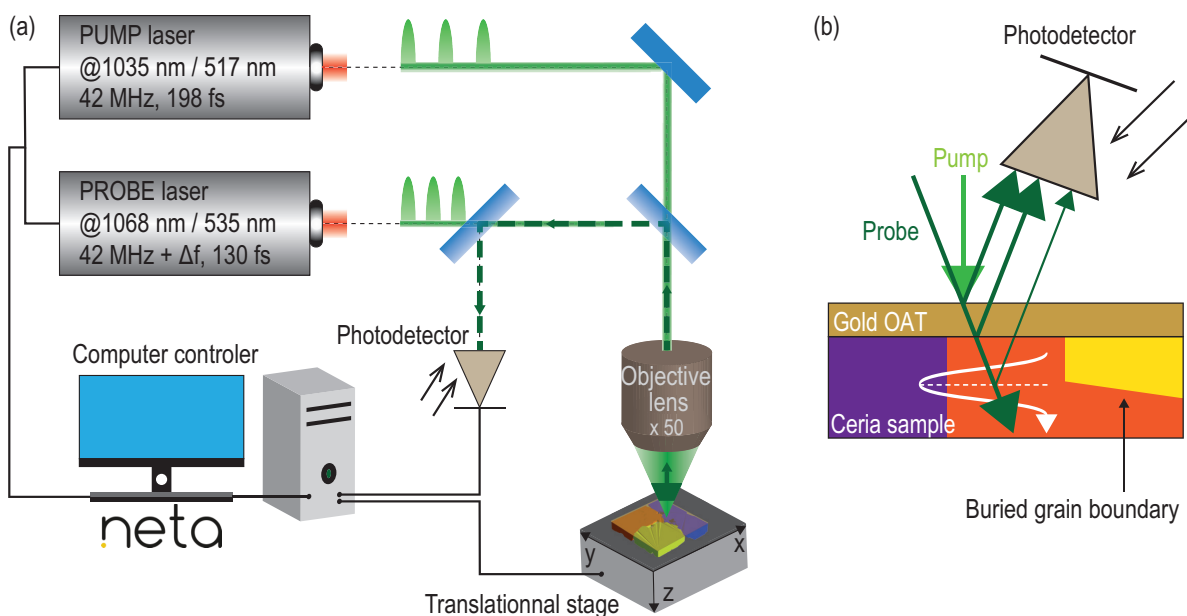 (a)
PUMP laser
@1035 nm / 517 nm
42 MHz, 198 fs
PROBE laser
@1068 nm / 535 nm
42 MHz + Δf, 130 fs
Photodetector
Computer controler
neta
Objective
lens
x 50
y
x
z
Translationnal stage
(b)
Photodetector
Pump
Probe
Gold OAT
Ceria sample
Buried grain boundary